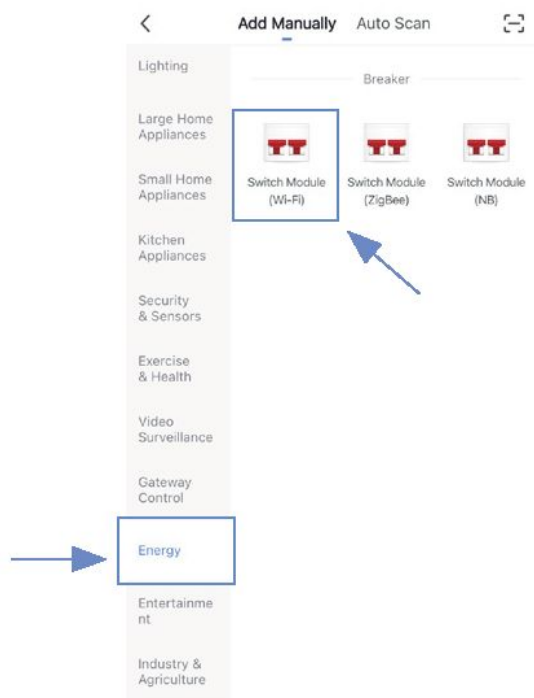 Add Manually Auto Scan
Lighting
Large Home
Appliances
Small Home
Appliances
Kitchen
Appliances
Security
& Sensors
Exercise
& Health
Video
Surveillance
Gateway
Control
Energy
Entertainme
nt
Industry &
Agriculture
Breaker
Switch Module
(Wi-Fi)
Switch Module
(ZigBee)
Switch Module
(NB)